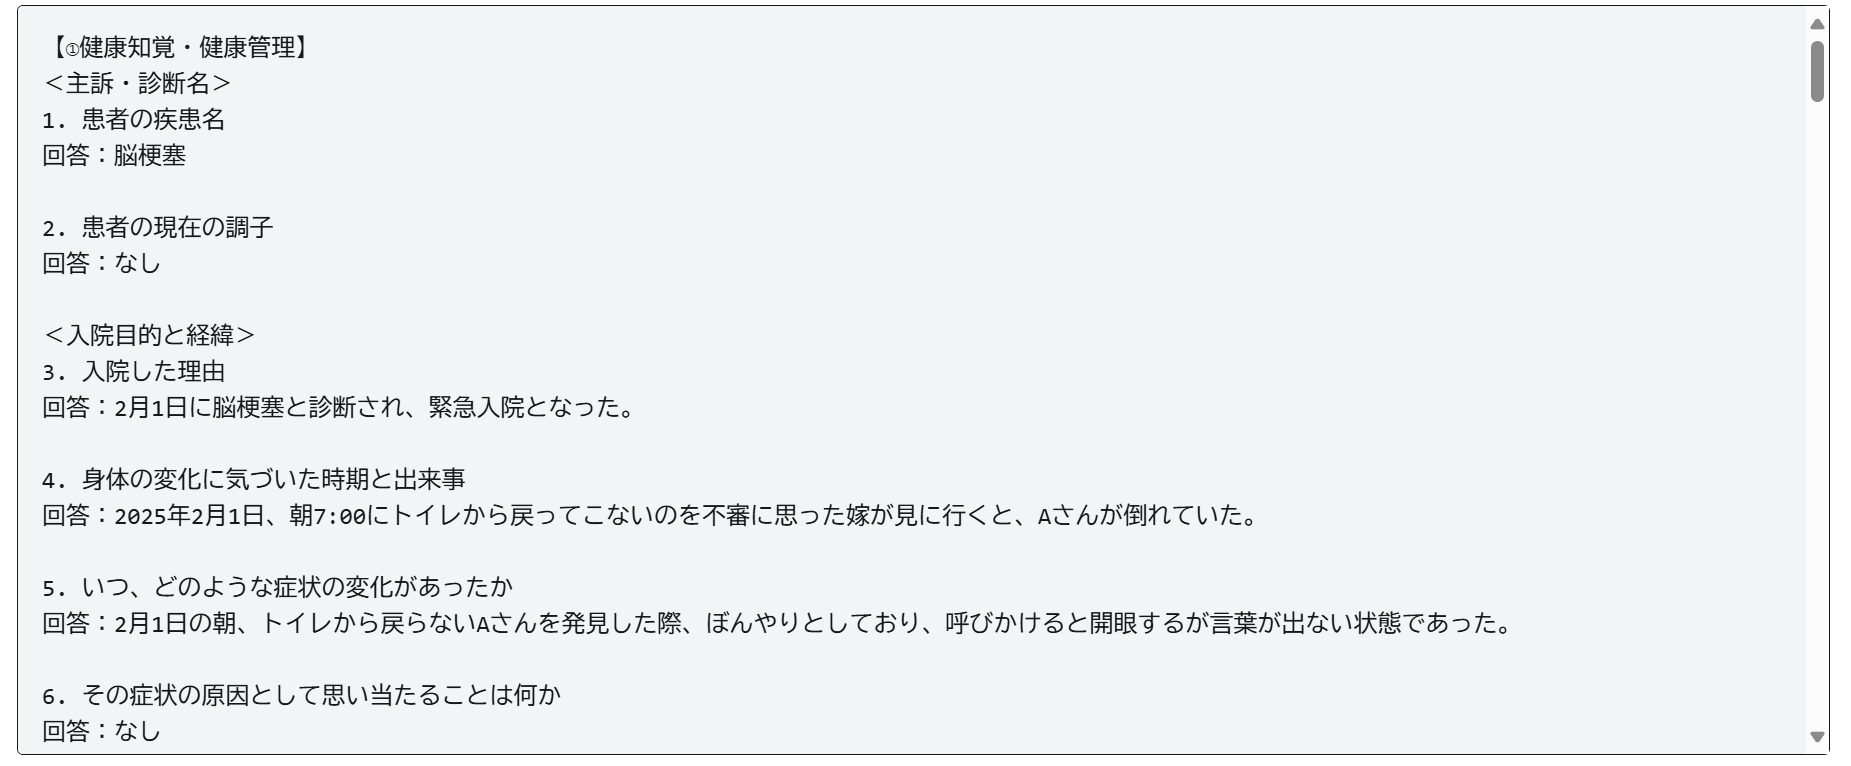 【①健康知覚・健康管理】
＜主訴・診断名＞
1. 患者の疾患名
回答：脳梗塞
2. 患者の現在の調子
回答：なし
＜入院目的と経緯＞
3. 入院した理由
回答：2月1日に脳梗塞と診断され、緊急入院となった。
4. 身体の変化に気づいた時期と出来事
回答：2025年2月1日、朝7:00にトイレから戻ってこないのを不審に思った嫁が見に行くと、Aさんが倒れていた。
5. いつ、どのような症状の変化があったか
回答：2月1日の朝、トイレから戻らないAさんを発見した際、ぼんやりとしており、呼びかけると開眼するが言葉が出ない状態であった。
6. その症状の原因として思い当たることは何か
回答：なし